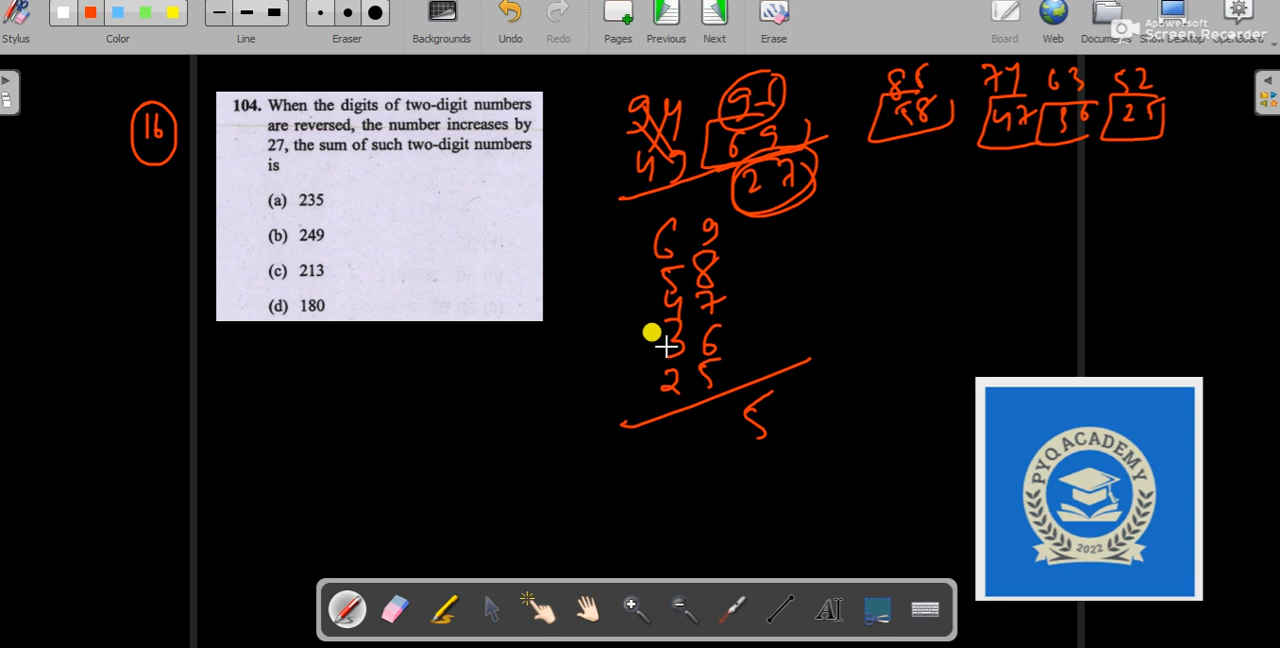 Stylus
Color
Line
Eraser
Backgrounds
Undo
Redo
Pages
Previous
Next
Erase
Board
Web
Apowersoft
Screen Recorder
16
104. When the digits of two-digit numbers
are reversed, the number increases by
27, the sum of such two-digit numbers
is
(a) 235
(b) 249
(c) 213
(d) 180
69
27
6 9
5 8
4 7
3 6
2 5
5
85
58
74
47
63
36
52
25
PYQ ACADEMY
2022
AI